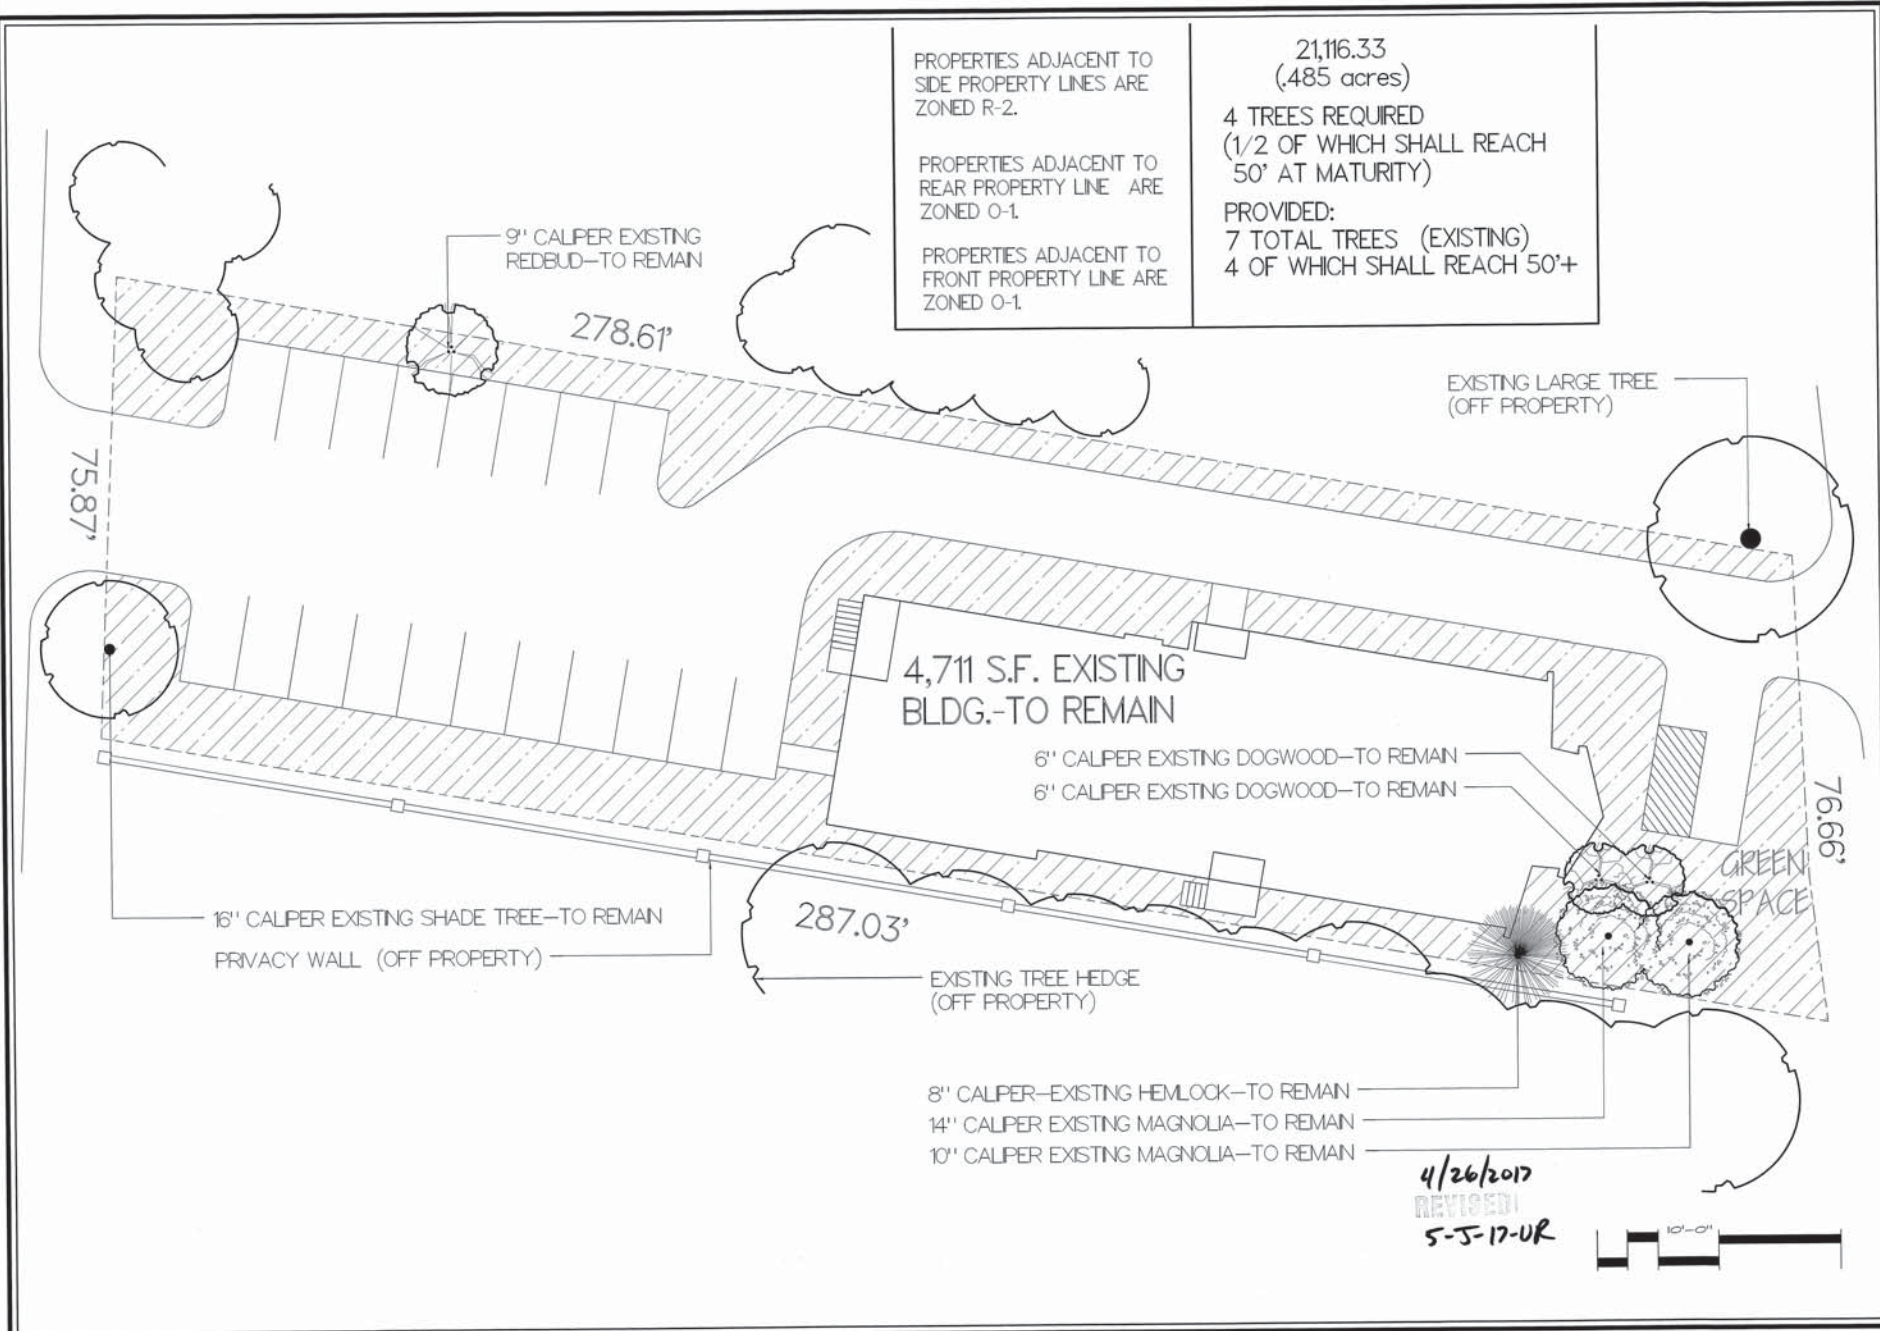 PROPERTIES ADJACENT TO
SIDE PROPERTY LINES ARE
ZONED R-2.
PROPERTIES ADJACENT TO
REAR PROPERTY LINE ARE
ZONED O-1.
PROPERTIES ADJACENT TO
FRONT PROPERTY LINE ARE
ZONED O-1.
21,116.33
(.485 acres)
4 TREES REQUIRED
(1/2 OF WHICH SHALL REACH
50' AT MATURITY)
PROVIDED:
7 TOTAL TREES (EXISTING)
4 OF WHICH SHALL REACH 50'+
9" CALIPER EXISTING
REDBUD-TO REMAIN
278.61'
EXISTING LARGE TREE
(OFF PROPERTY)
75.87'
4,711 S.F. EXISTING
BLDG.-TO REMAIN
6" CALIPER EXISTING DOGWOOD-TO REMAIN
6" CALIPER EXISTING DOGWOOD-TO REMAIN
76.66'
GREEN
SPACE
16" CALIPER EXISTING SHADE TREE-TO REMAIN
PRIVACY WALL (OFF PROPERTY)
287.03'
EXISTING TREE HEDGE
(OFF PROPERTY)
8" CALIPER-EXISTING HEMLOCK-TO REMAIN
14" CALIPER EXISTING MAGNOLIA-TO REMAIN
10" CALIPER EXISTING MAGNOLIA-TO REMAIN
4/26/2017
REVISED
5-J-17-UR
10'-0"